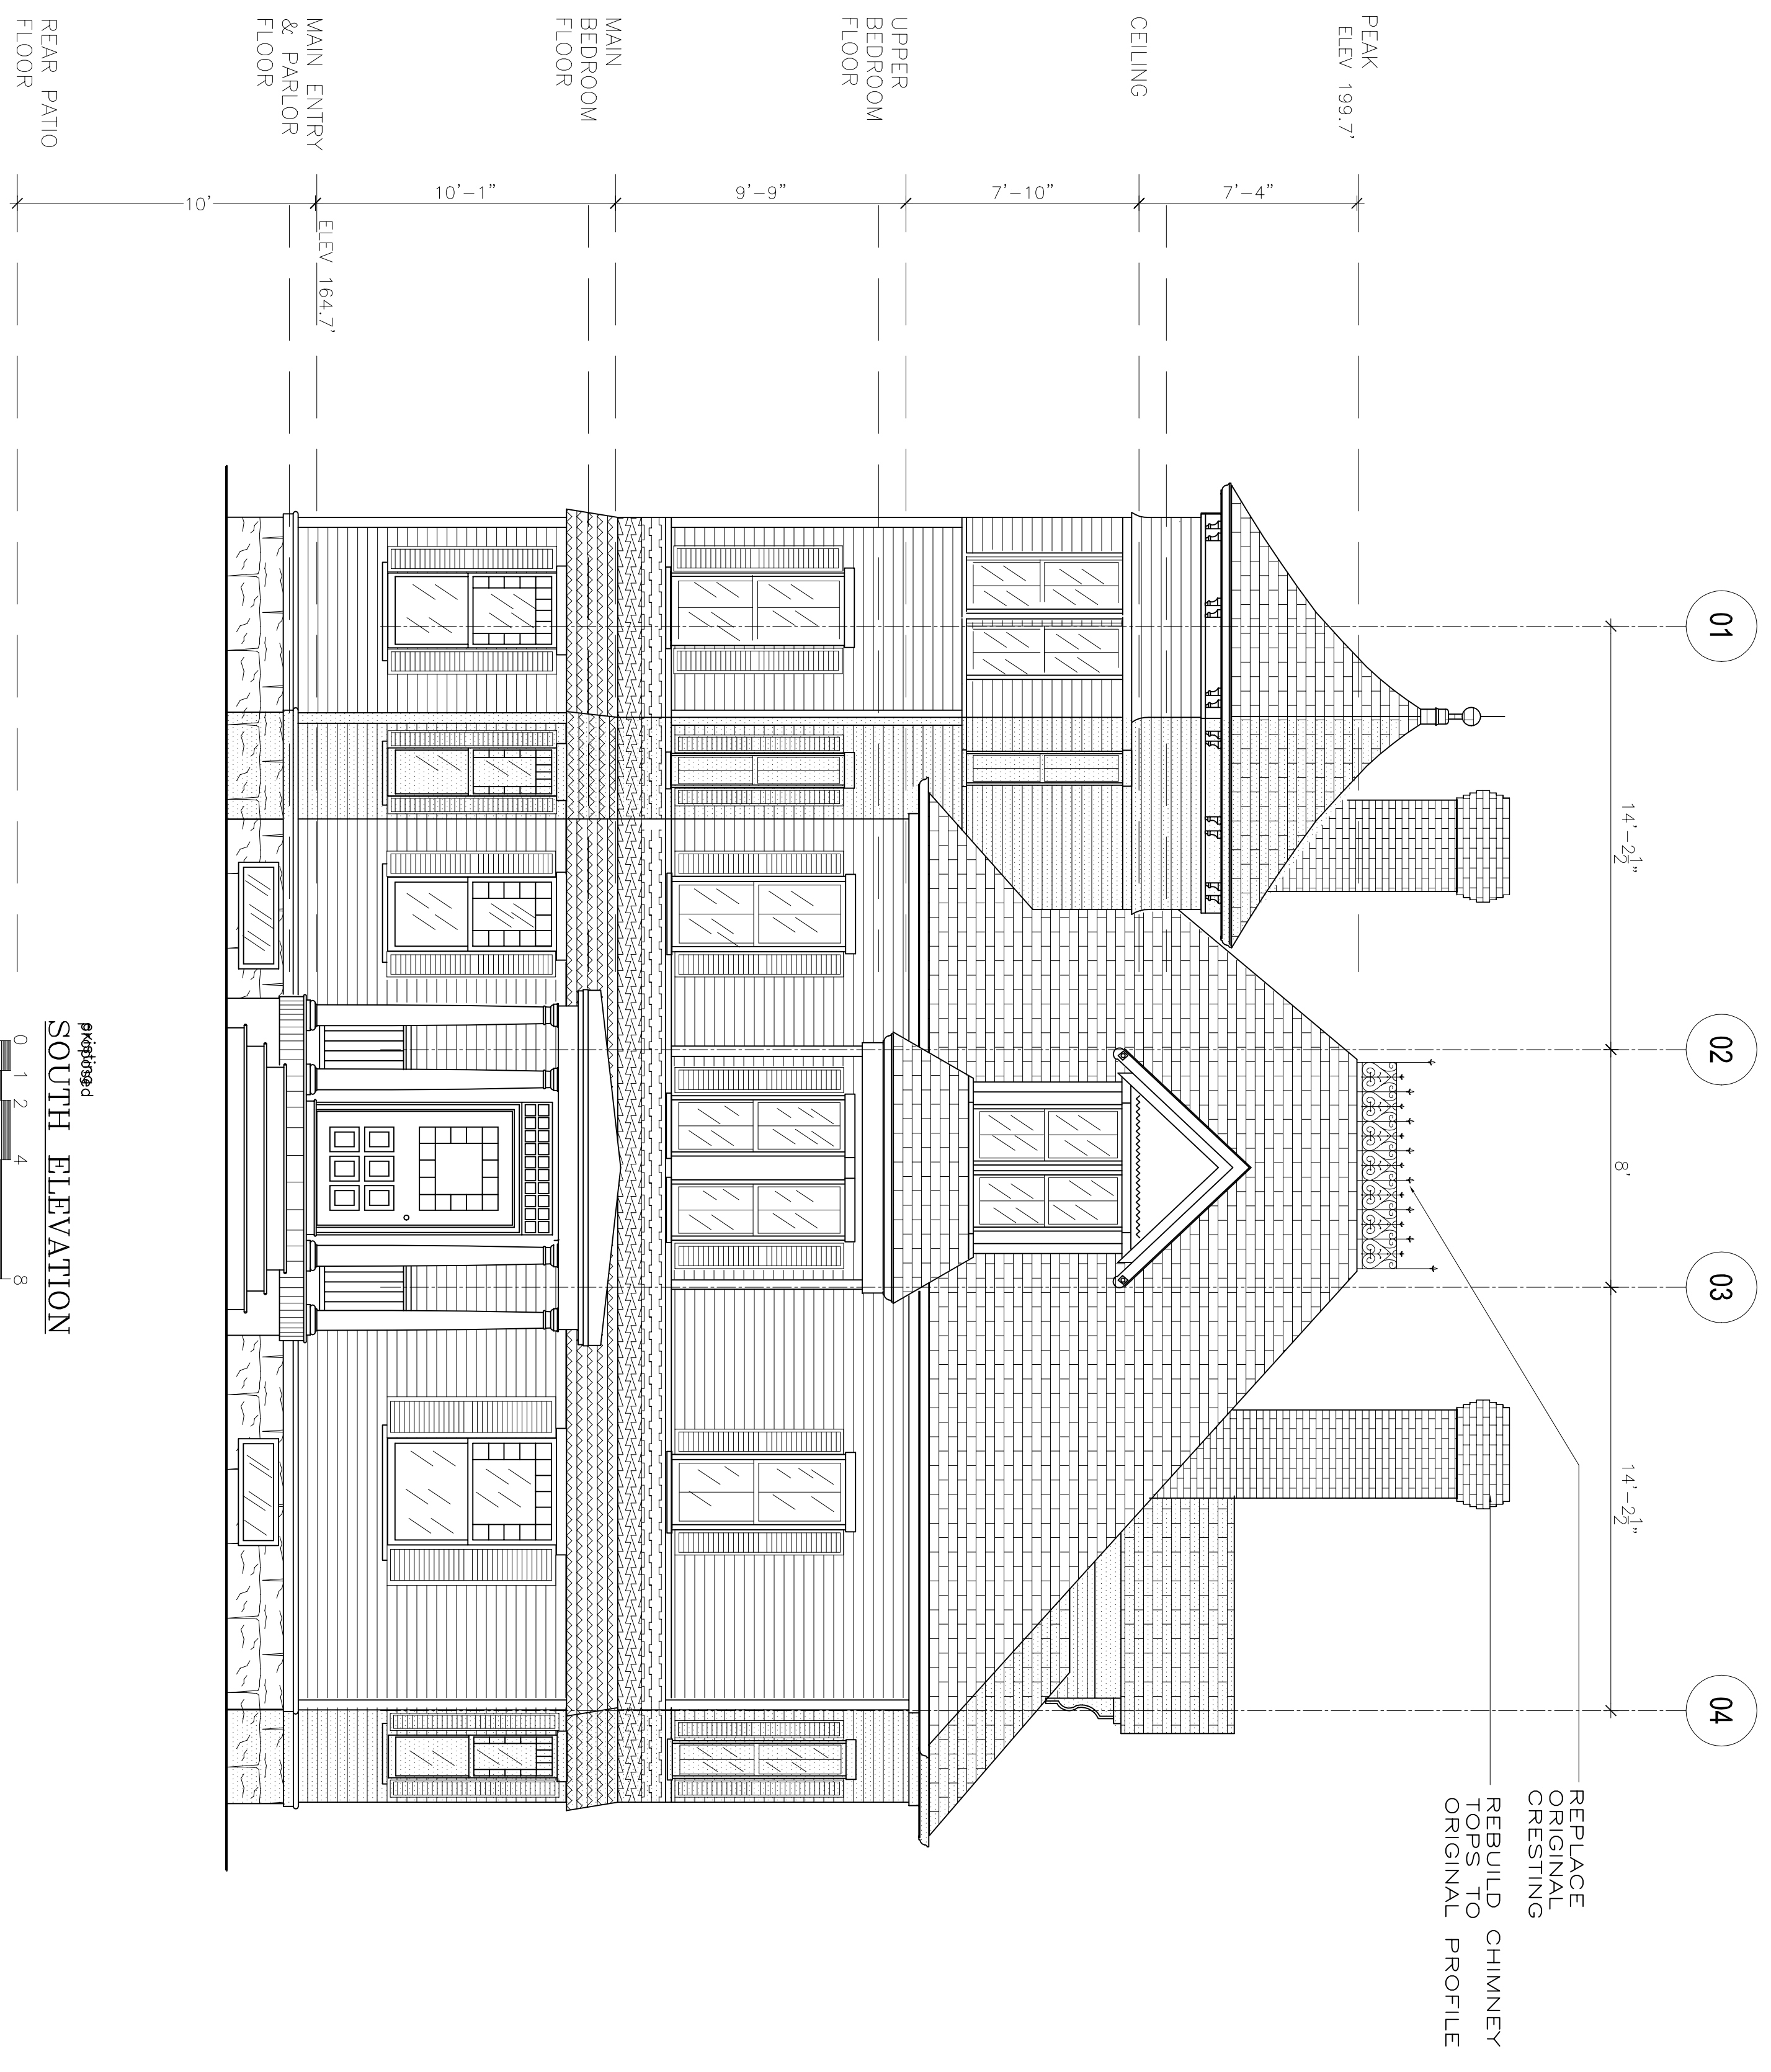 01
02
03
04
14'-2½"
8'
14'-2½"
REPLACE
ORIGINAL
CRESTING
REBUILD CHIMNEY
TOPS TO
ORIGINAL PROFILE
PEAK
ELEV 199.7'
7'-4"
CEILING
7'-10"
UPPER
BEDROOM
FLOOR
9'-9"
MAIN
BEDROOM
FLOOR
10'-1"
ELEV 164.7'
MAIN ENTRY
& PARLOR
FLOOR
10'
REAR PATIO
FLOOR
SOUTH ELEVATION
0 1 2 4 8